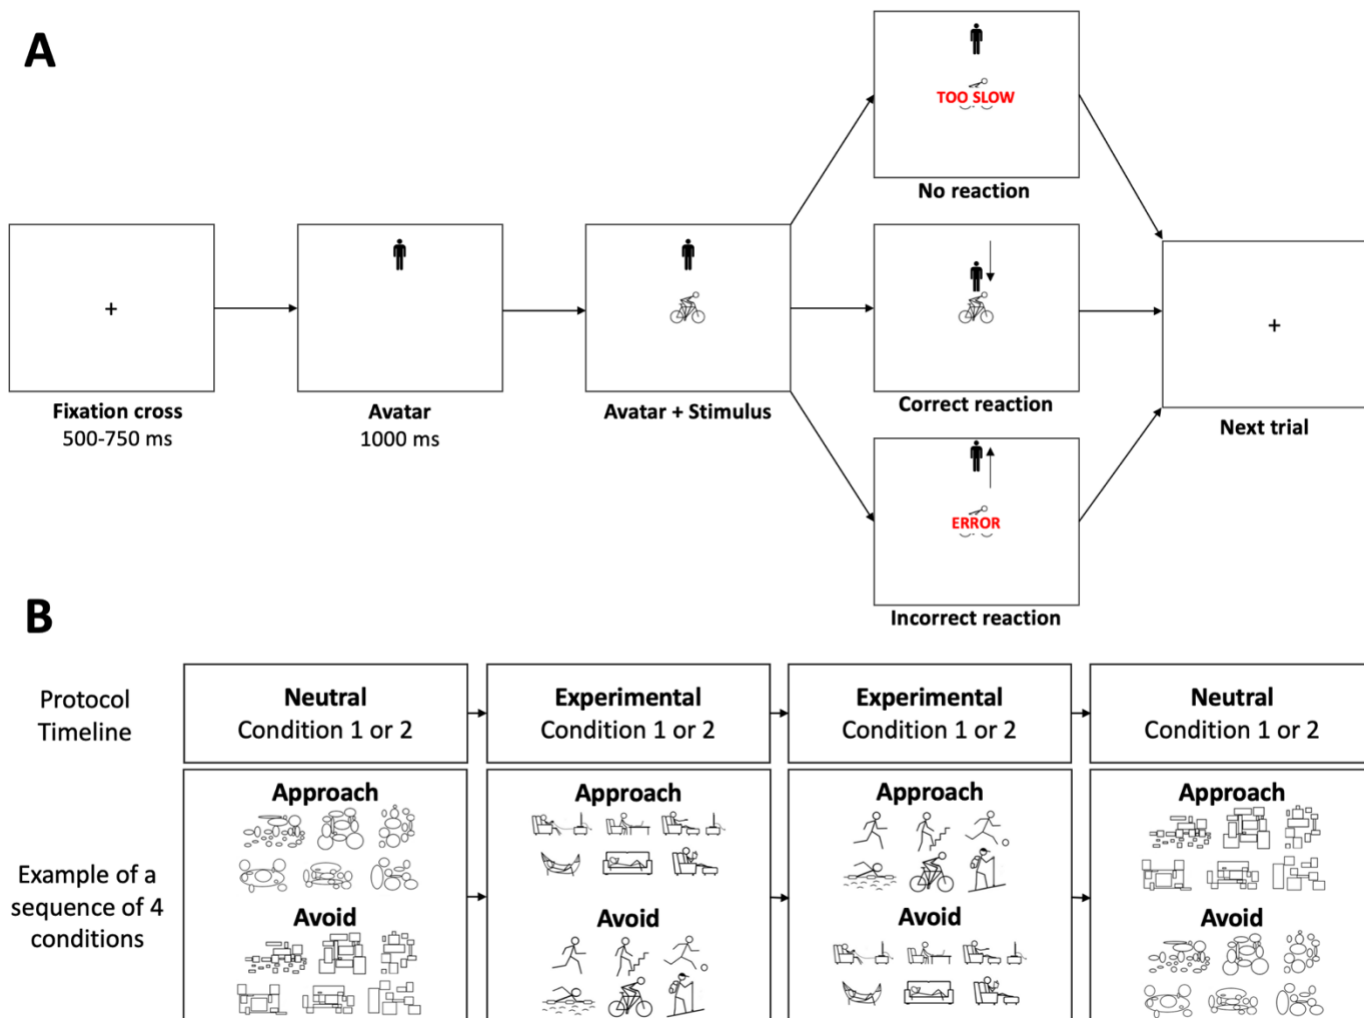 A
TOO SLOW
No reaction
+
Fixation cross
500-750 ms
Avatar
1000 ms
Avatar + Stimulus
Correct reaction
+
Next trial
ERROR
Incorrect reaction
B
Protocol
Timeline
Neutral
Condition 1 or 2
Experimental
Condition 1 or 2
Experimental
Condition 1 or 2
Neutral
Condition 1 or 2
Example of a
sequence of 4
conditions
Approach
Avoid
Approach
Avoid
Approach
Avoid
Approach
Avoid